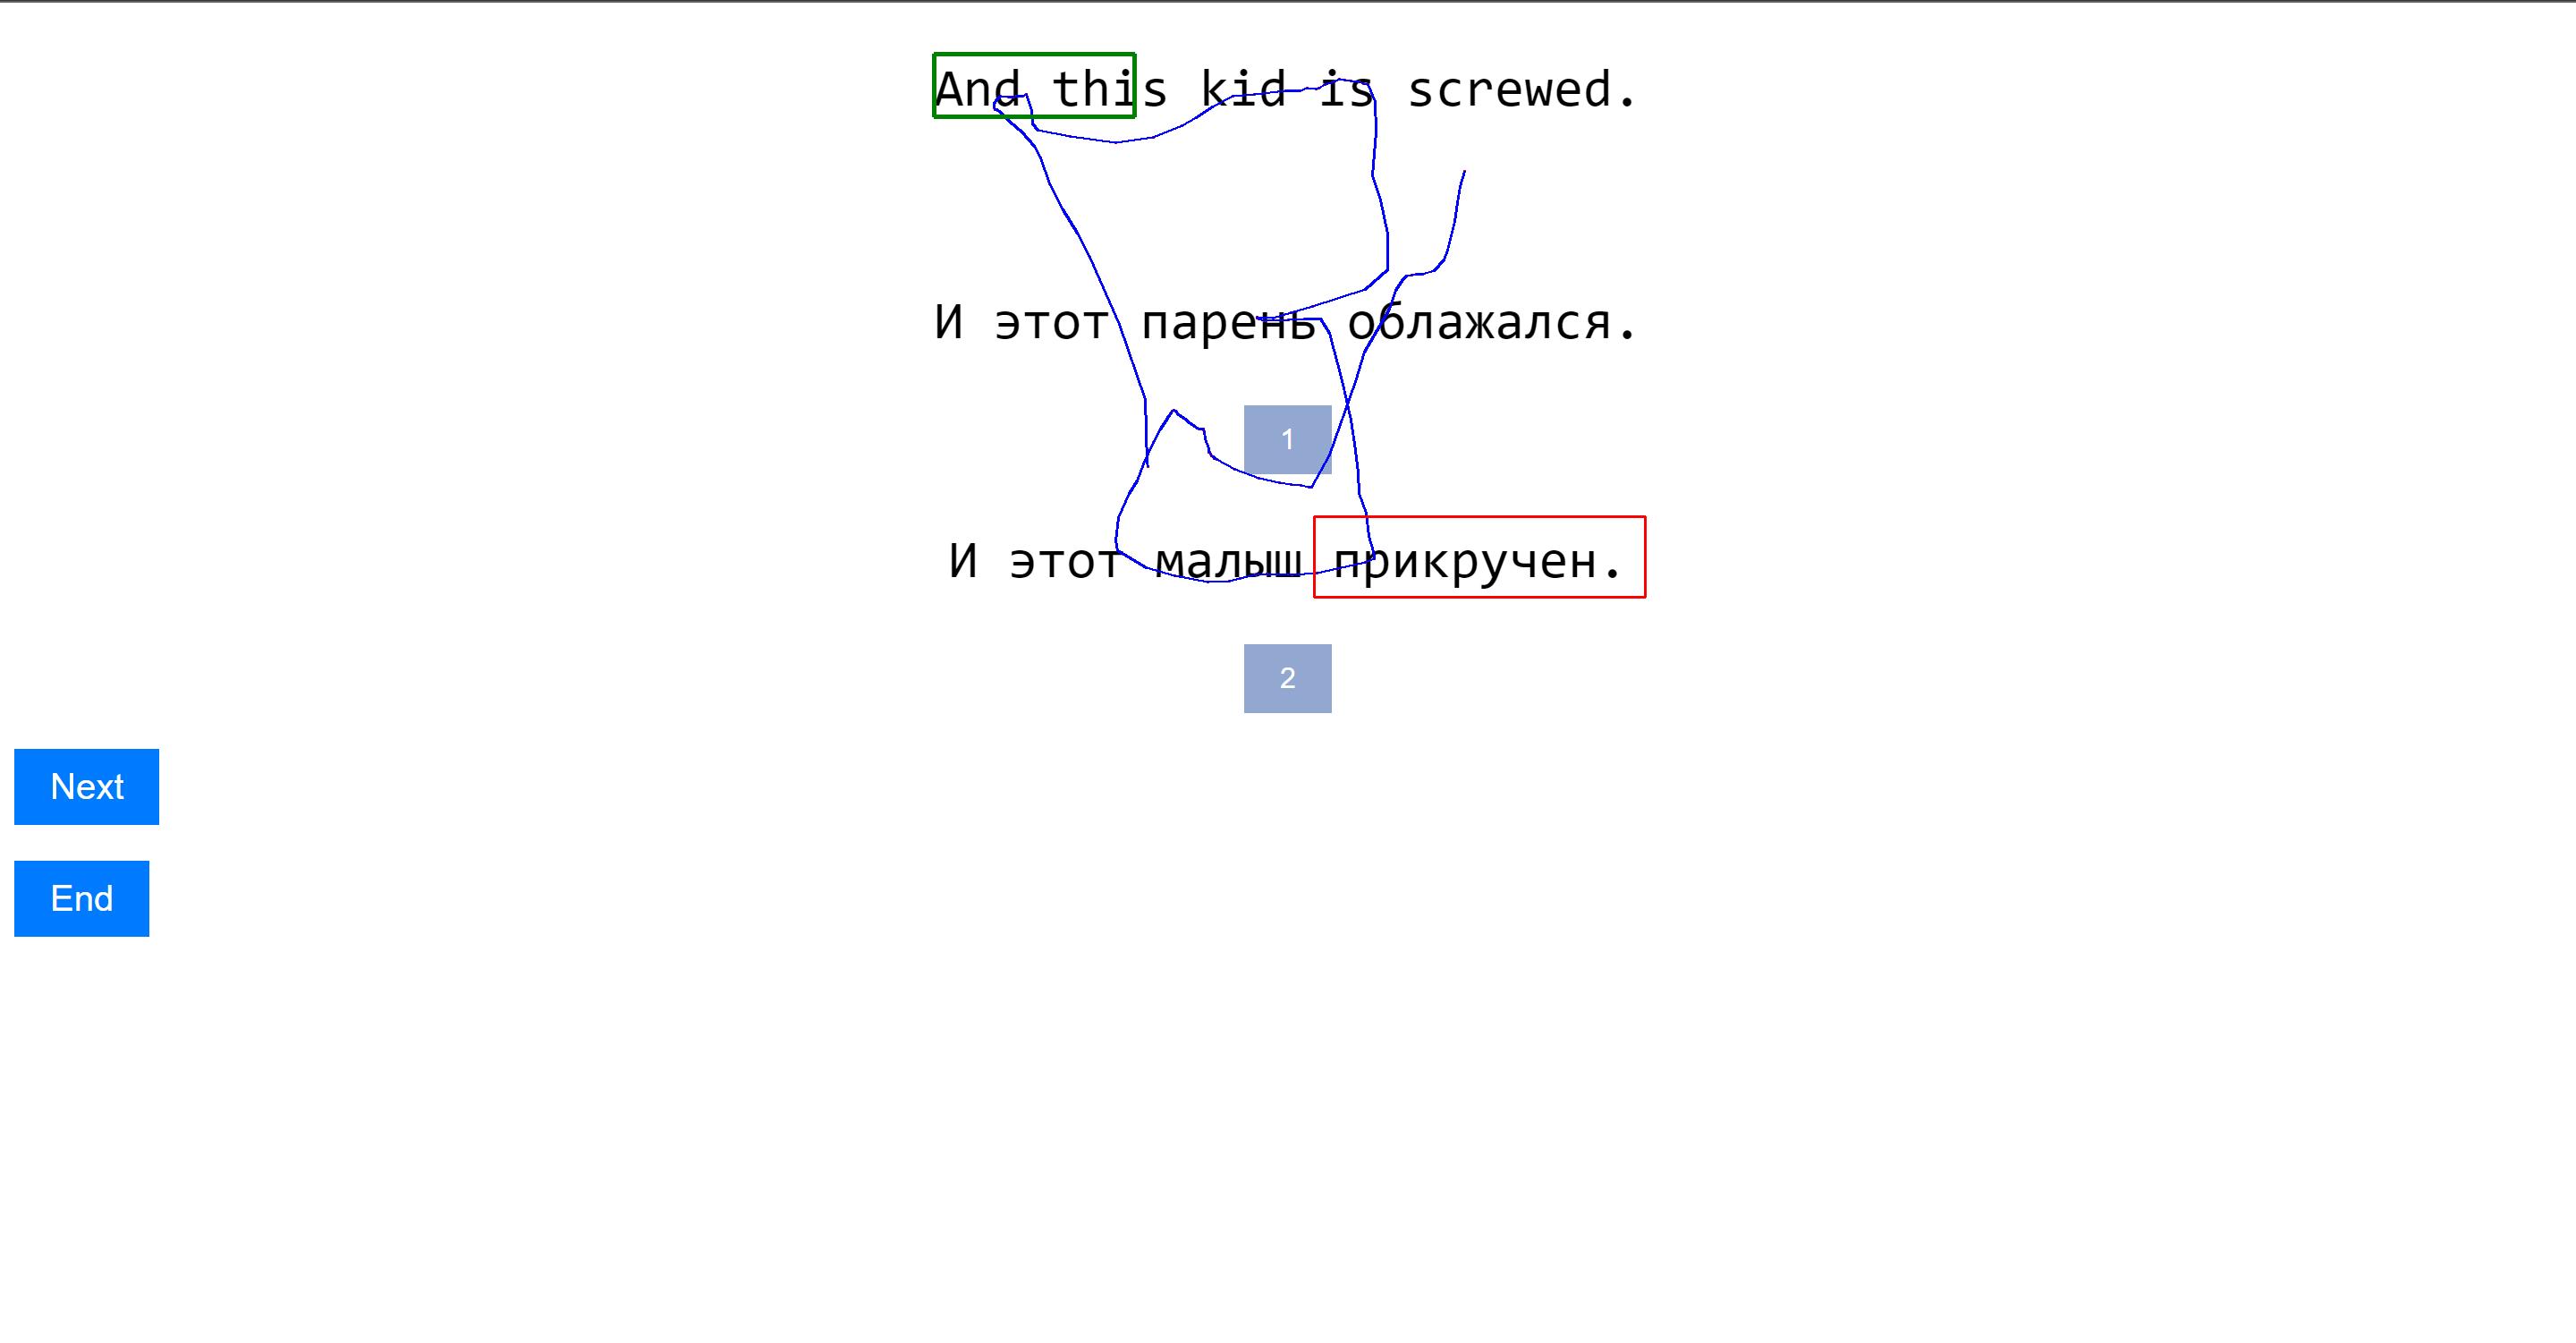 And this kid is screwed.
И этот парень облажался.
1
И этот малыш прикручен.
2
Next
End